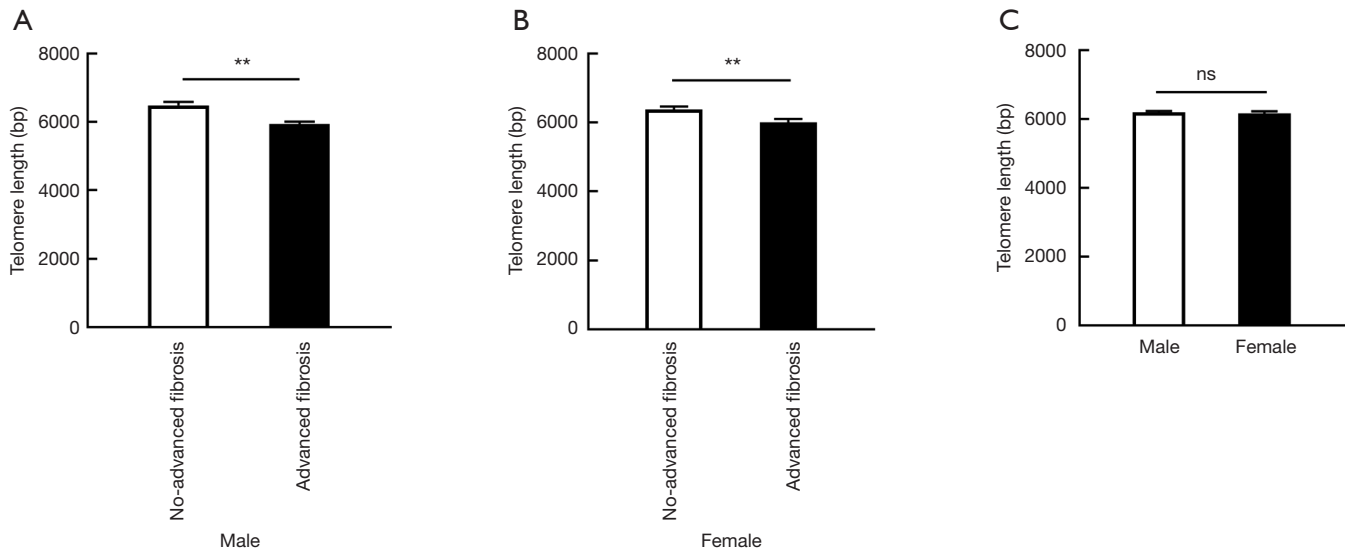 A
Telomere length (bp)
8000
6000
4000
2000
0
**
No-advanced fibrosis
Advanced fibrosis
Male
B
Telomere length (bp)
8000
6000
4000
2000
0
**
No-advanced fibrosis
Advanced fibrosis
Female
C
Telomere length (bp)
8000
6000
4000
2000
0
ns
Male
Female